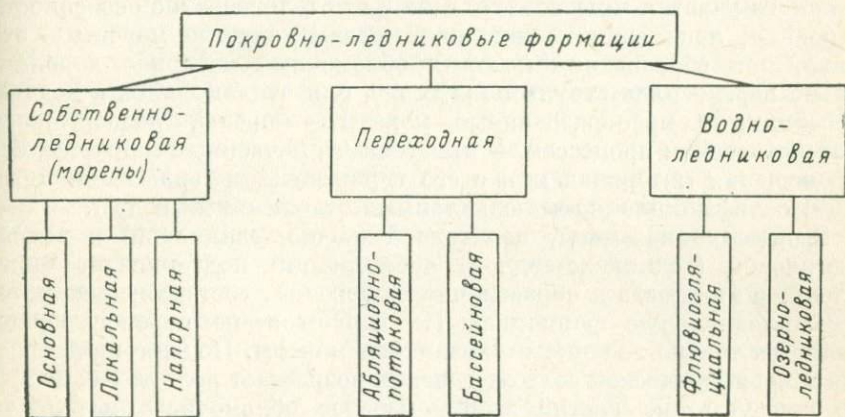 Покровно-ледниковые формации
Собственно-
ледниковая
(морены)
Переходная
Водно-
ледниковая
Основная
Локальная
Напорная
Абляционно-
потоковая
Бассейновая
Флювиогля-
циальная
Озерно-
ледниковая